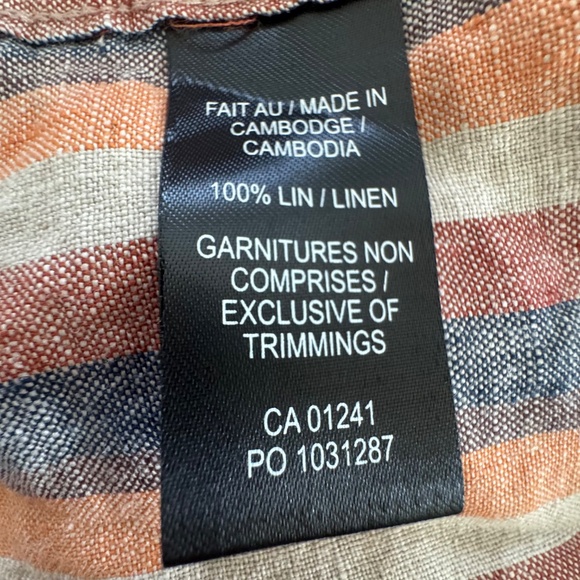 FAIT AU / MADE IN
CAMBODGE /
CAMBODIA
100% LIN / LINEN
GARNITURES NON
COMPRISES /
EXCLUSIVE OF
TRIMMINGS
CA 01241
PO 1031287